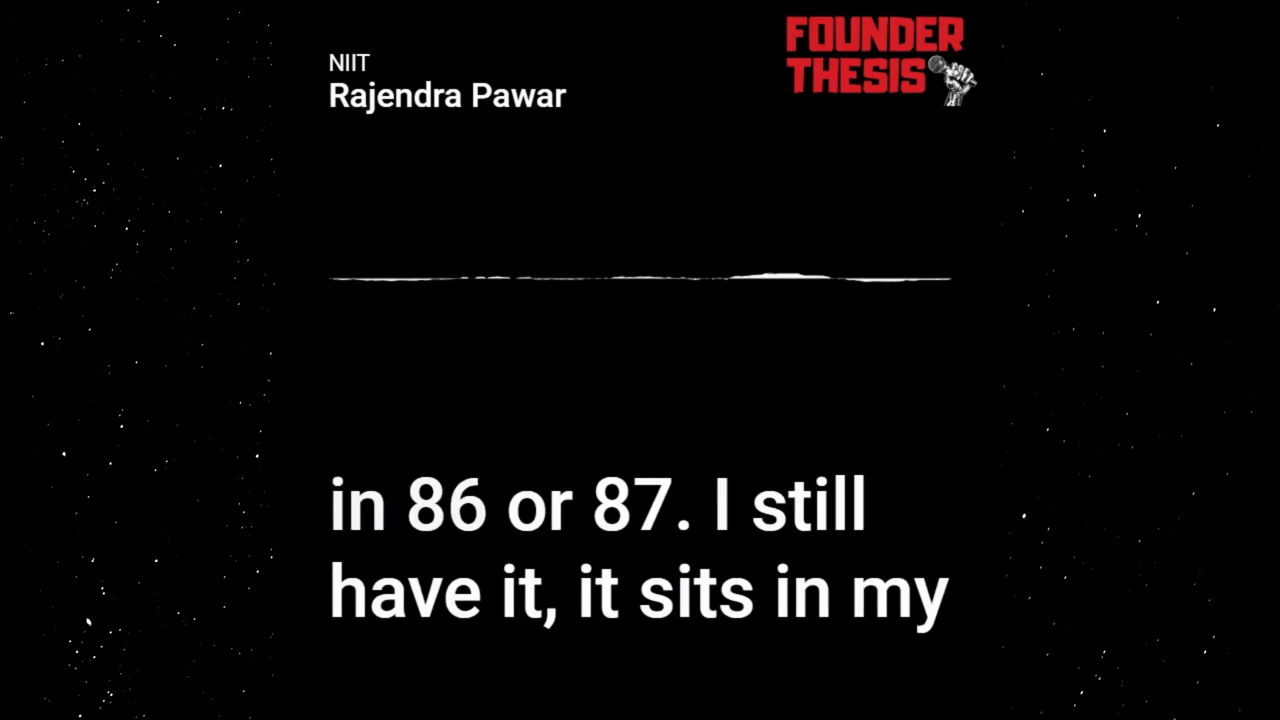 NIIT
Rajendra Pawar
FOUNDER
THESIS
in 86 or 87. I still
have it, it sits in my